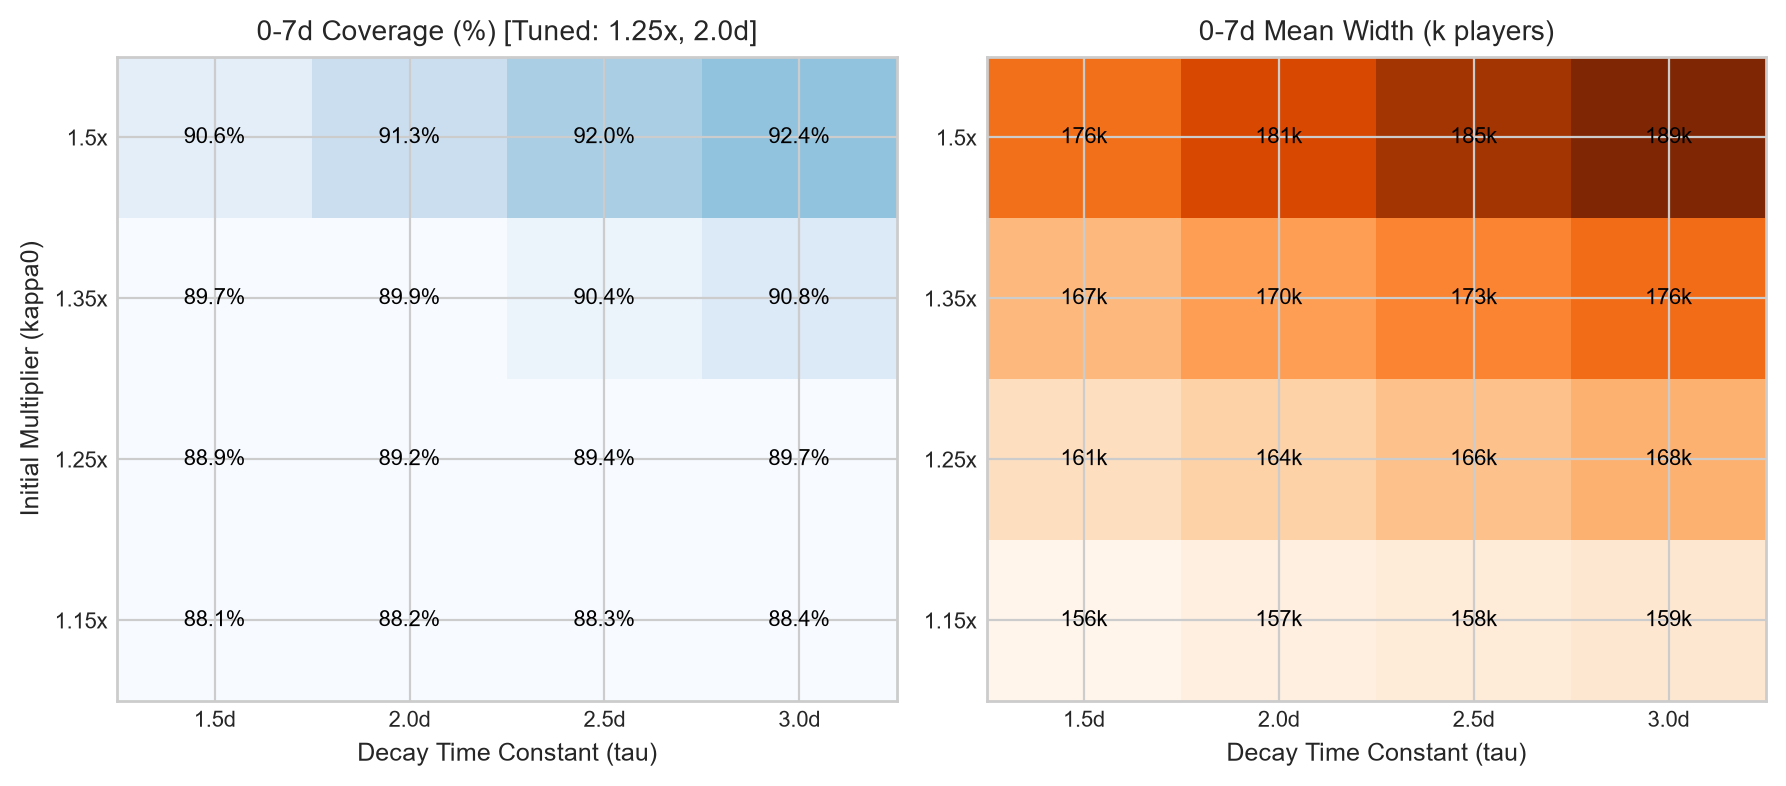 0-7d Coverage (%) [Tuned: 1.25x, 2.0d]
Initial Multiplier (kappa0)
1.5x
90.6% 91.3% 92.0% 92.4%
1.35x
89.7% 89.9% 90.4% 90.8%
1.25x
88.9% 89.2% 89.4% 89.7%
1.15x
88.1% 88.2% 88.3% 88.4%
1.5d 2.0d 2.5d 3.0d
Decay Time Constant (tau)
0-7d Mean Width (k players)
1.5x
176k 181k 185k 189k
1.35x
167k 170k 173k 176k
1.25x
161k 164k 166k 168k
1.15x
156k 157k 158k 159k
1.5d 2.0d 2.5d 3.0d
Decay Time Constant (tau)